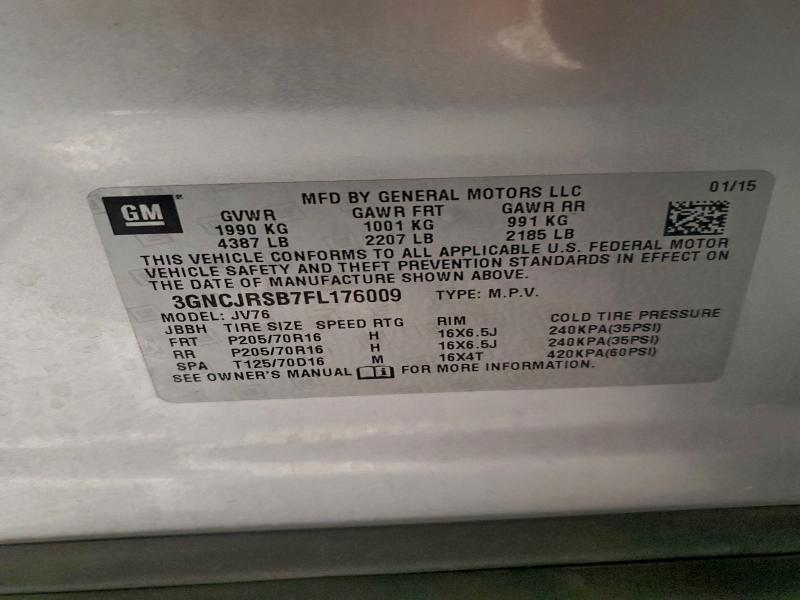 GM
MFD BY GENERAL MOTORS LLC
01/15
GVWR GAWR FRT GAWR RR
1990 KG 1001 KG 991 KG
4387 LB 2207 LB 2185 LB
THIS VEHICLE CONFORMS TO ALL APPLICABLE U.S. FEDERAL MOTOR
VEHICLE SAFETY AND THEFT PREVENTION STANDARDS IN EFFECT ON
THE DATE OF MANUFACTURE SHOWN ABOVE.
3GNCJRSB7FL176009 TYPE: M.P.V.
MODEL: JV76
JBBH TIRE SIZE SPEED RTG RIM COLD TIRE PRESSURE
FRT P205/70R16 H 16X6.5J 240KPA(35PSI)
RR P205/70R16 H 16X6.5J 240KPA(35PSI)
SPA T125/70D16 M 16X4T 420KPA(60PSI)
SEE OWNER'S MANUAL i FOR MORE INFORMATION.